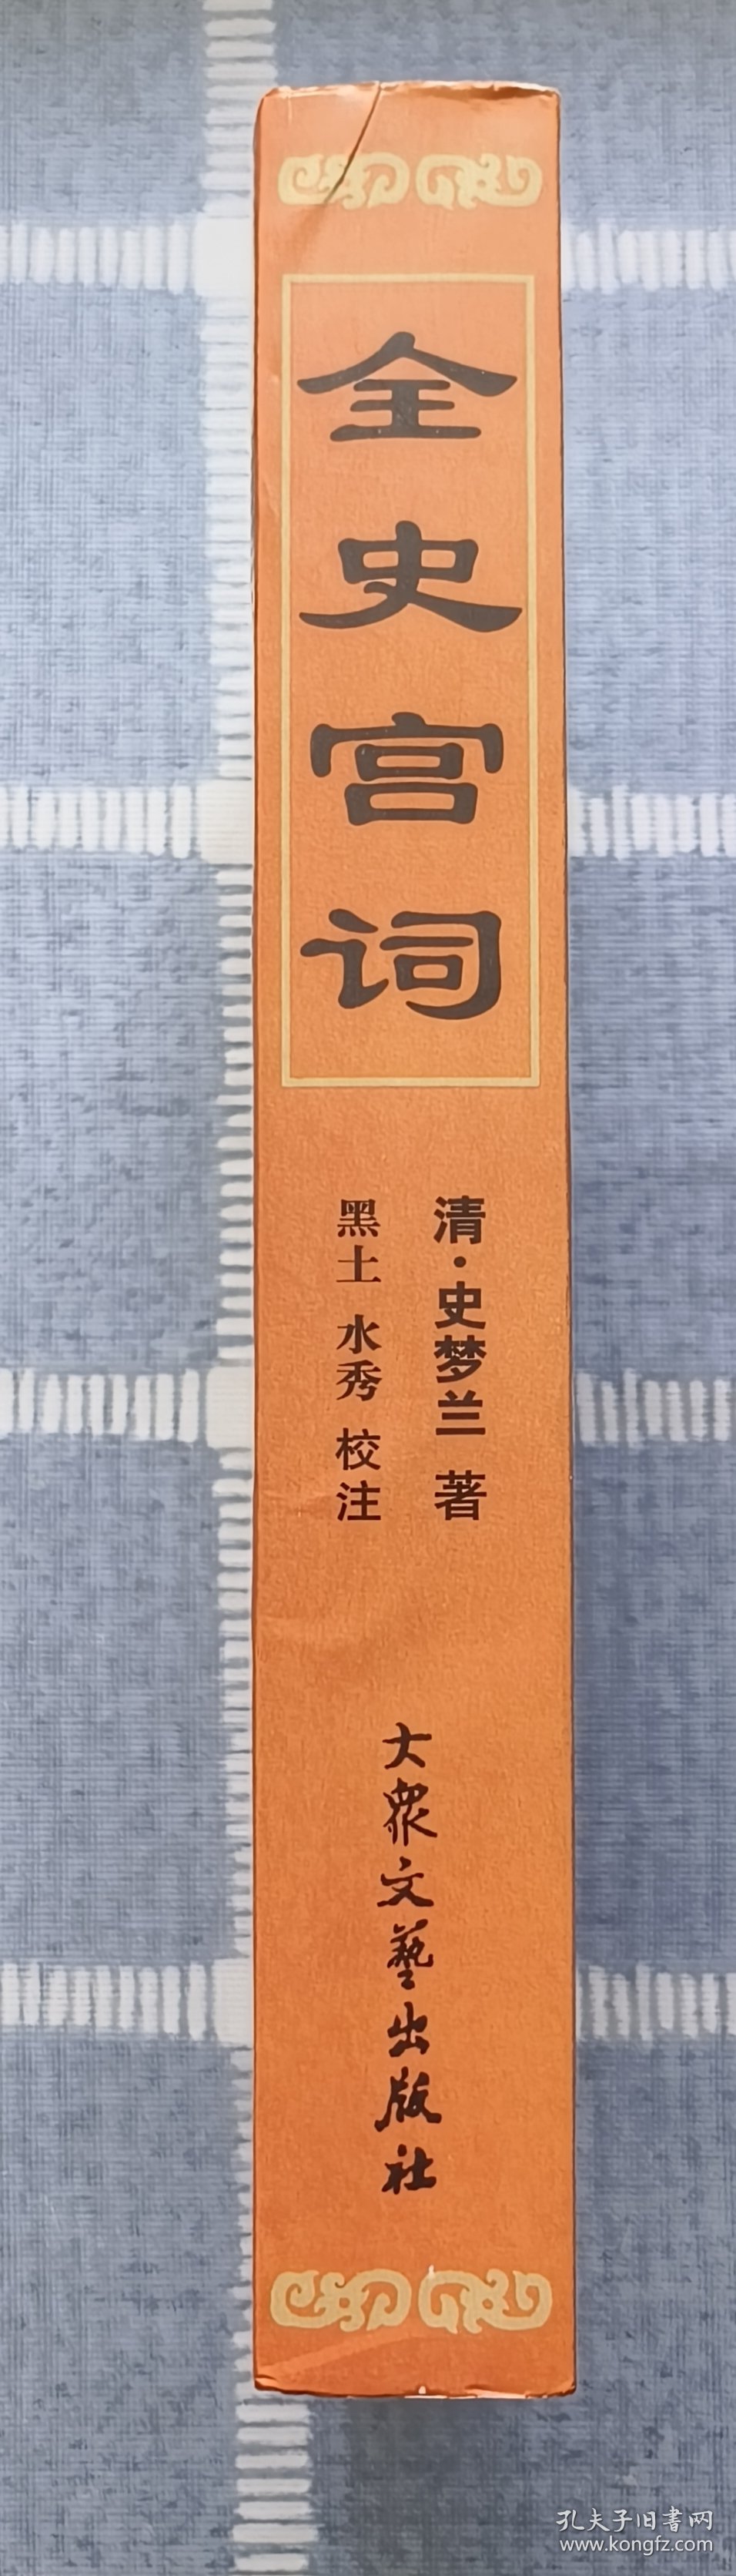 全史宫词
清·史梦兰 著
黑土 水秀 校注
大衆文藝出版社
孔夫子旧書网
www.kongfz.com